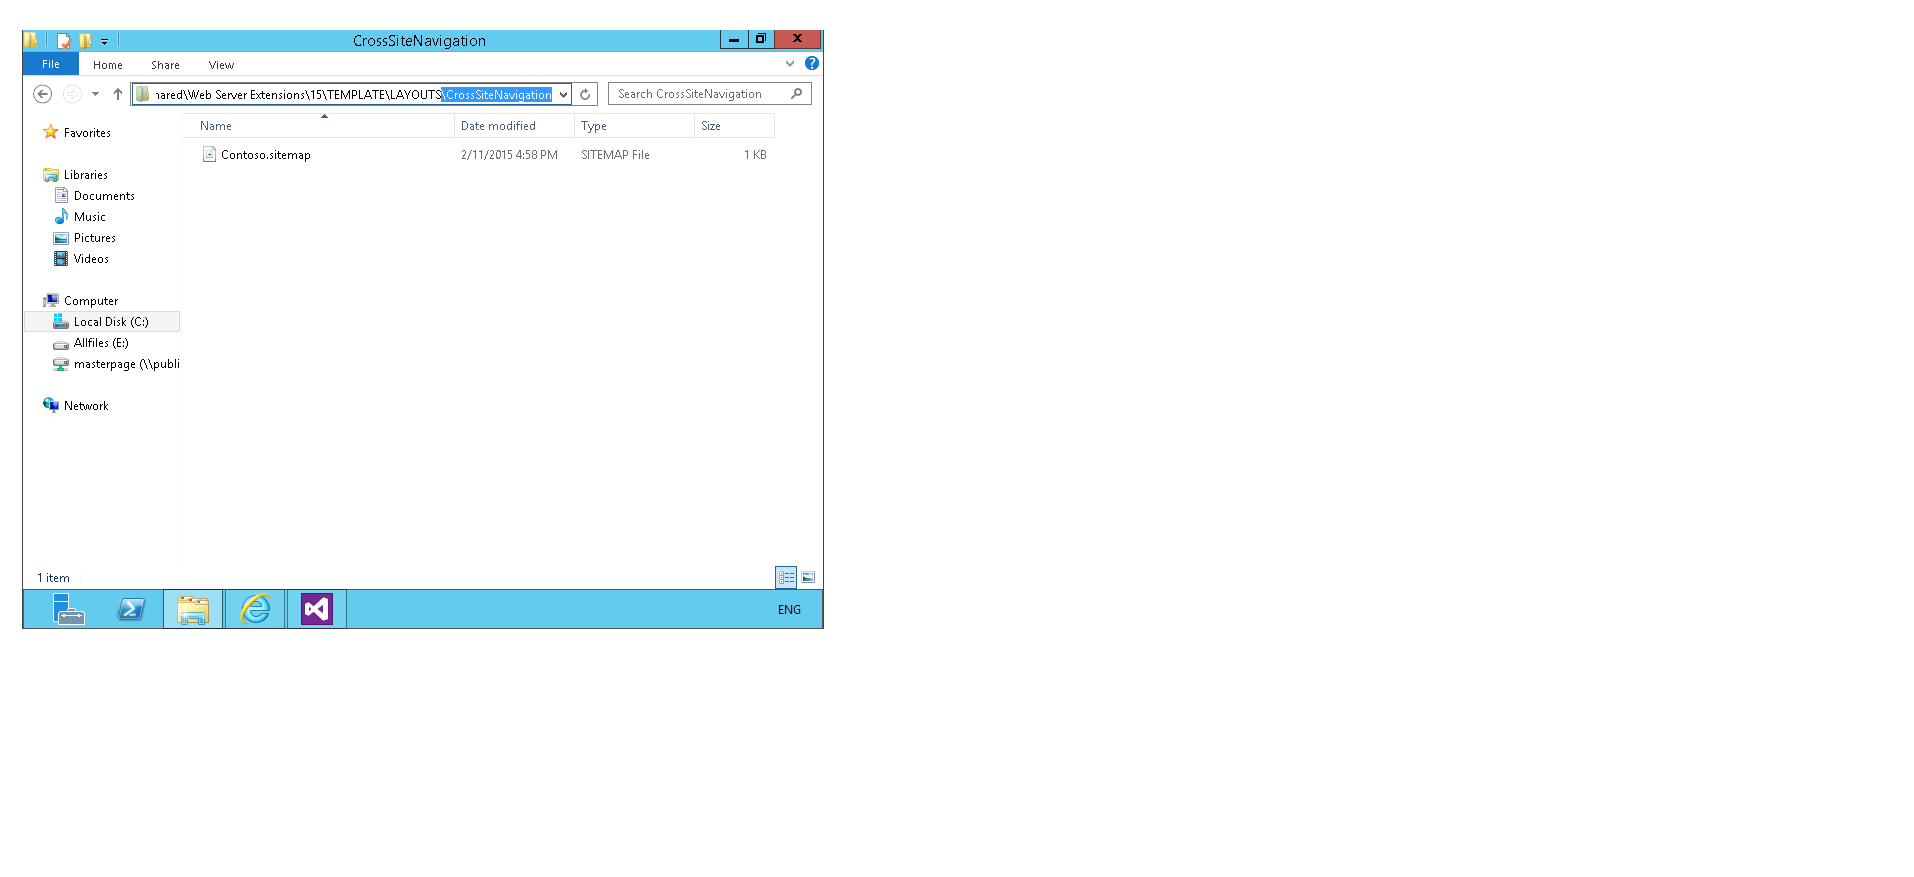 CrossSiteNavigation
File Home Share View
hared\Web Server Extensions\15\TEMPLATE\LAYOUTS\CrossSiteNavigation Search CrossSiteNavigation
Name Date modified Type Size
Contoso.sitemap 2/11/2015 4:58 PM SITEMAP File 1 KB
Favorites
Libraries
Documents
Music
Pictures
Videos
Computer
Local Disk (C:)
Allfiles (E:)
masterpage (\\publi
Network
1 item
ENG